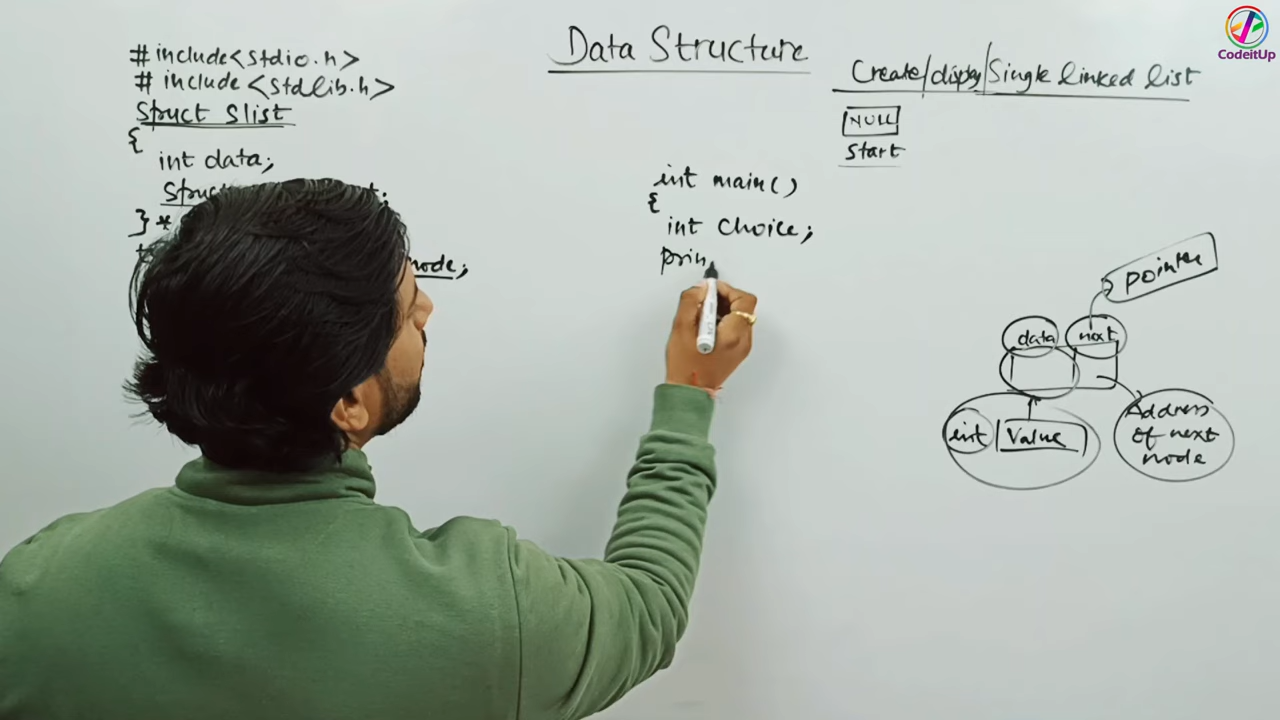 Data Structure
#include<stdio.h>
# include <stdlib.h>
Struct Slist
{
int data;
} *
node;
int main()
{
int choice;
prin
Create/display/Single linked list
NULL
Start
pointer
data next
int Value
Address
of next
node
CodeitUp